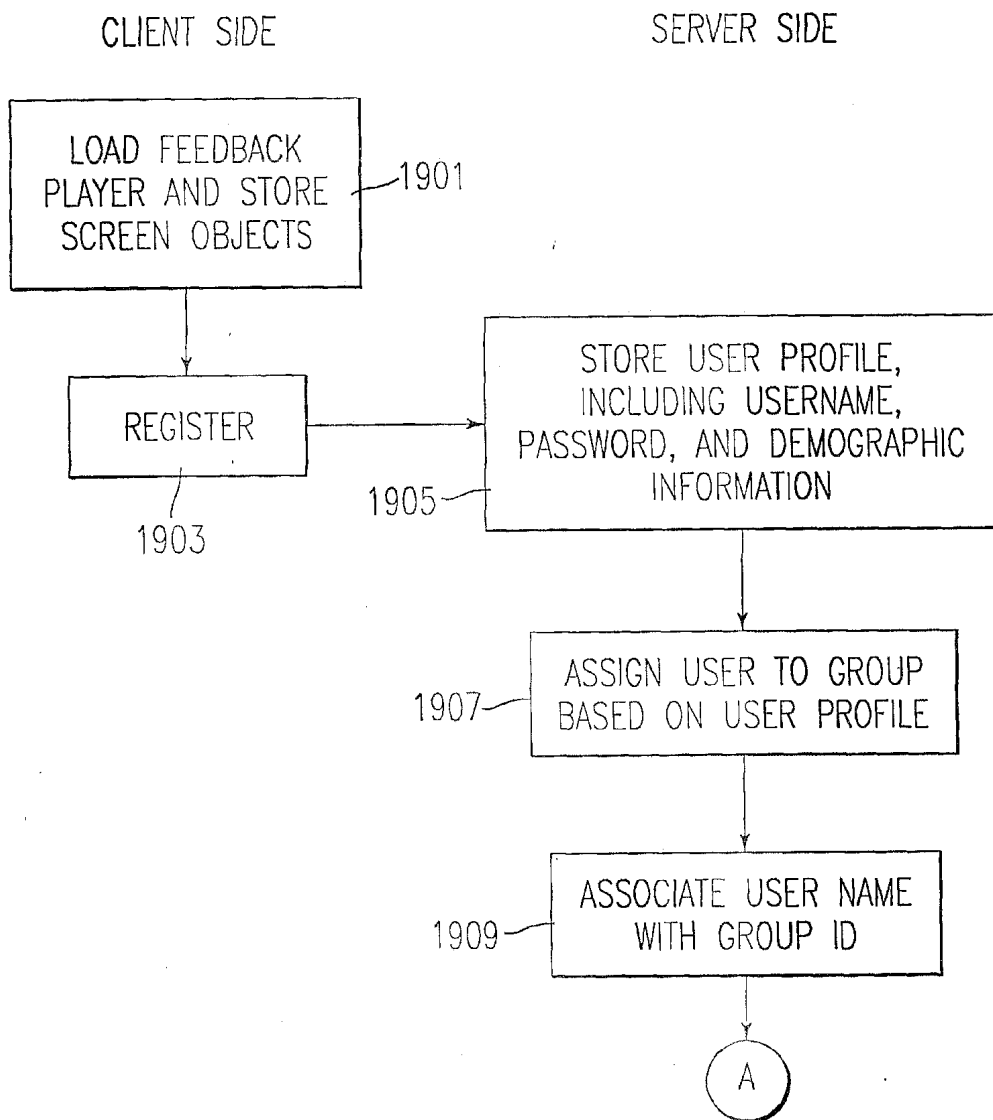 CLIENT SIDE
SERVER SIDE
LOAD FEEDBACK
PLAYER AND STORE
SCREEN OBJECTS
1901
REGISTER
1903
STORE USER PROFILE,
INCLUDING USERNAME,
PASSWORD, AND DEMOGRAPHIC
INFORMATION
1905
ASSIGN USER TO GROUP
BASED ON USER PROFILE
1907
ASSOCIATE USER NAME
WITH GROUP ID
1909
A